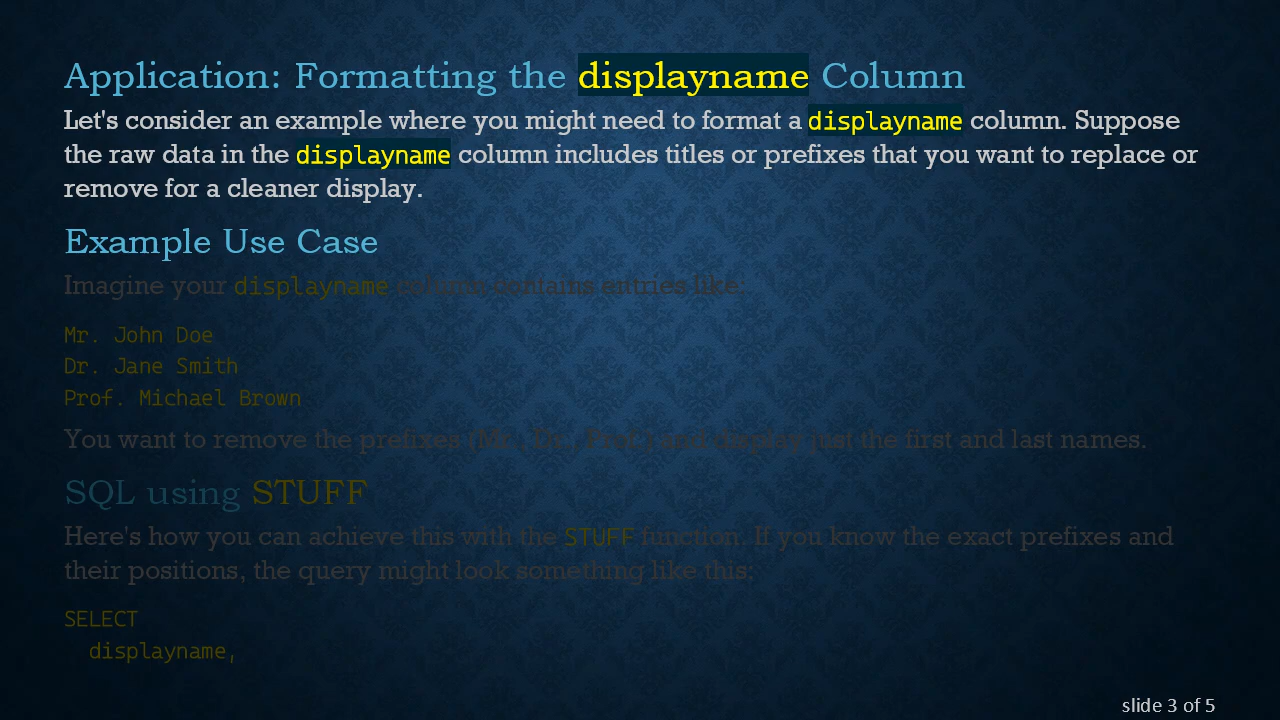 Application: Formatting the displayname Column
Let's consider an example where you might need to format a displayname column. Suppose
the raw data in the displayname column includes titles or prefixes that you want to replace or
remove for a cleaner display.
Example Use Case
Imagine your displayname column contains entries like:
Mr. John Doe
Dr. Jane Smith
Prof. Michael Brown
You want to remove the prefixes (Mr., Dr., Prof.) and display just the first and last names.
SQL using STUFF
Here's how you can achieve this with the STUFF function. If you know the exact prefixes and
their positions, the query might look something like this:
SELECT
displayname,
slide 3 of 5